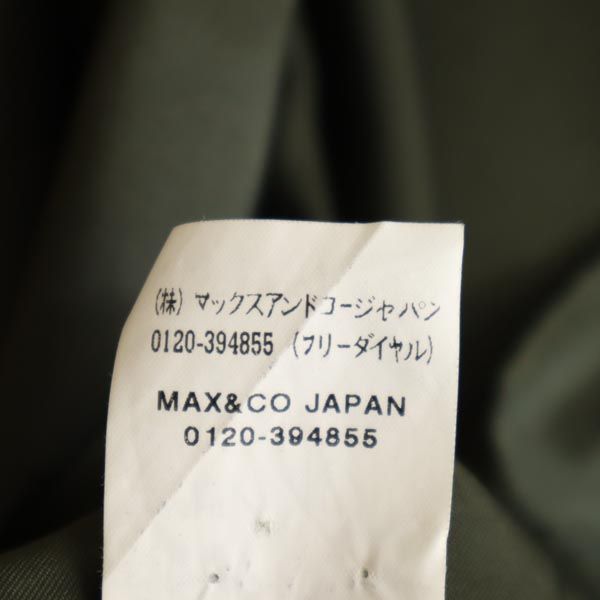 (株) マックスアンドコージャパン
0120-394855 (フリーダイヤル)
MAX&CO JAPAN
0120-394855